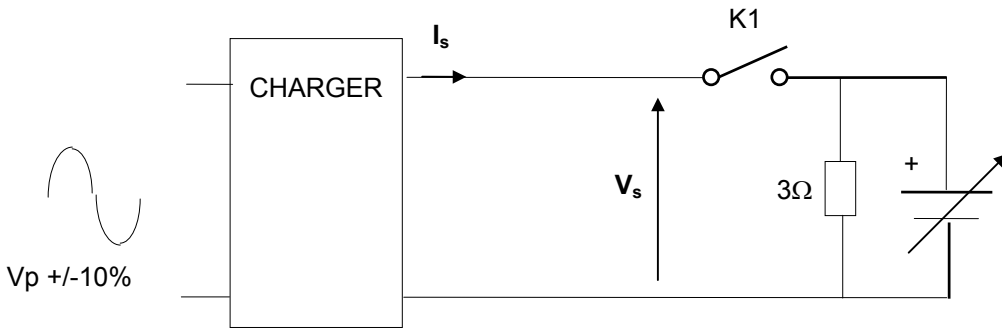 K1
Is
CHARGER
+
Vs
3Ω
Vp +/-10%